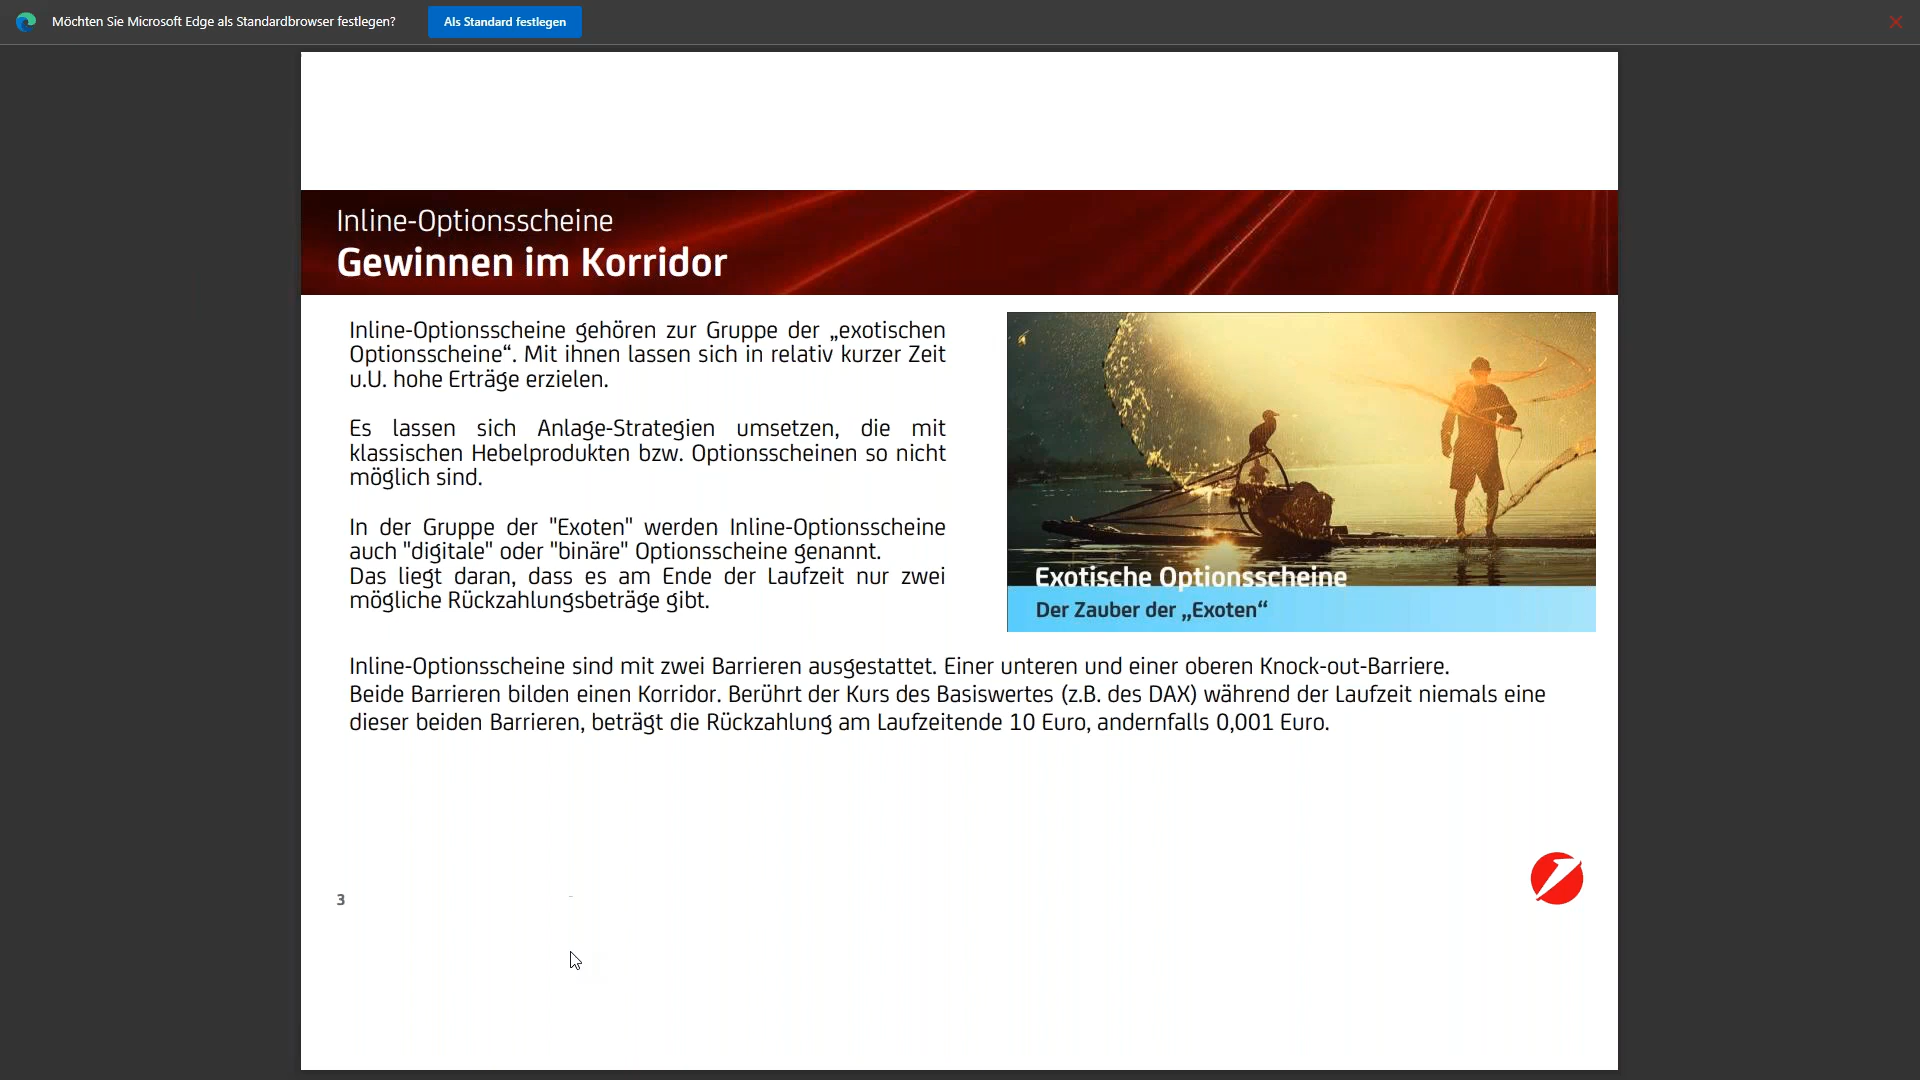 Möchten Sie Microsoft Edge als Standardbrowser festlegen?
Als Standard festlegen
Inline-Optionsscheine
Gewinnen im Korridor
Inline-Optionsscheine gehören zur Gruppe der „exotischen
Optionsscheine“. Mit ihnen lassen sich in relativ kurzer Zeit
u.U. hohe Erträge erzielen.
Es lassen sich Anlage-Strategien umsetzen, die mit
klassischen Hebelprodukten bzw. Optionsscheinen so nicht
möglich sind.
In der Gruppe der "Exoten" werden Inline-Optionsscheine
auch "digitale" oder "binäre" Optionsscheine genannt.
Das liegt daran, dass es am Ende der Laufzeit nur zwei
mögliche Rückzahlungsbeträge gibt.
Exotische Optionsscheine
Der Zauber der „Exoten“
Inline-Optionsscheine sind mit zwei Barrieren ausgestattet. Einer unteren und einer oberen Knock-out-Barriere.
Beide Barrieren bilden einen Korridor. Berührt der Kurs des Basiswertes (z.B. des DAX) während der Laufzeit niemals eine
dieser beiden Barrieren, beträgt die Rückzahlung am Laufzeitende 10 Euro, andernfalls 0,001 Euro.
3